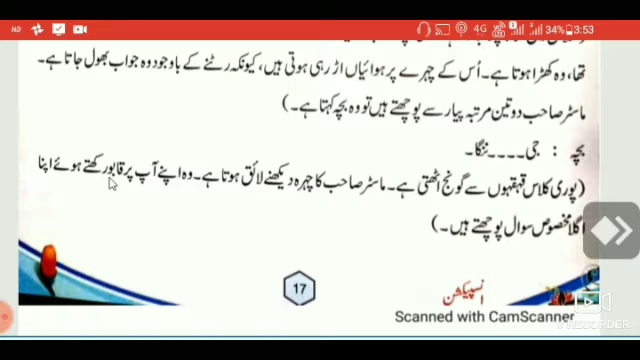 HD 4G 34% 3:53
تھا، وہ کھڑا ہوتا ہے۔ اُس کے چہرے پر ہوائیاں اڑ رہی ہوتی ہیں، کیونکہ رٹنے کے باوجود وہ جواب بھول جاتا ہے۔
ماسٹر صاحب دو تین مرتبہ پیار سے پوچھتے ہیں تو وہ بچہ کہتا ہے۔)
بچہ : جی۔۔۔۔ ننگا۔
(پوری کلاس قہقہوں سے گونج اٹھتی ہے۔ ماسٹر صاحب کا چہرہ دیکھنے لائق ہوتا ہے۔ وہ اپنے آپ پر قابو رکھتے ہوئے اپنا
اگلا مخصوص سوال پوچھتے ہیں۔)
17
انسپیکشن
Scanned with CamScanner
RECORDER